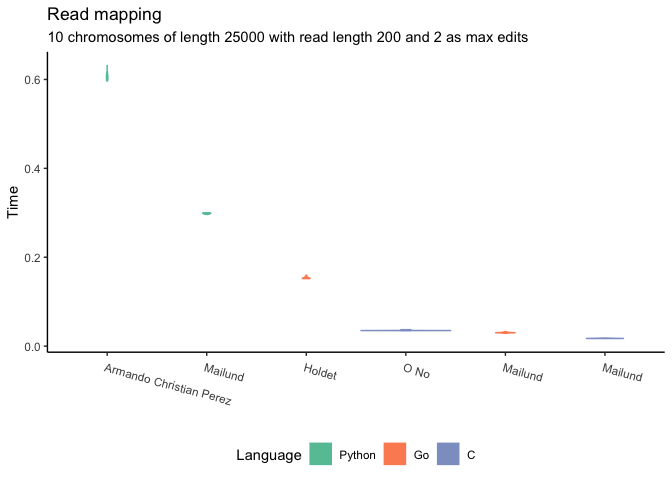 Read mapping
10 chromosomes of length 25000 with read length 200 and 2 as max edits
Time
0.6
0.4
0.2
0.0
Armando Christian Perez
Mailund
Holdet
O No
Mailund
Mailund
Language Python Go C